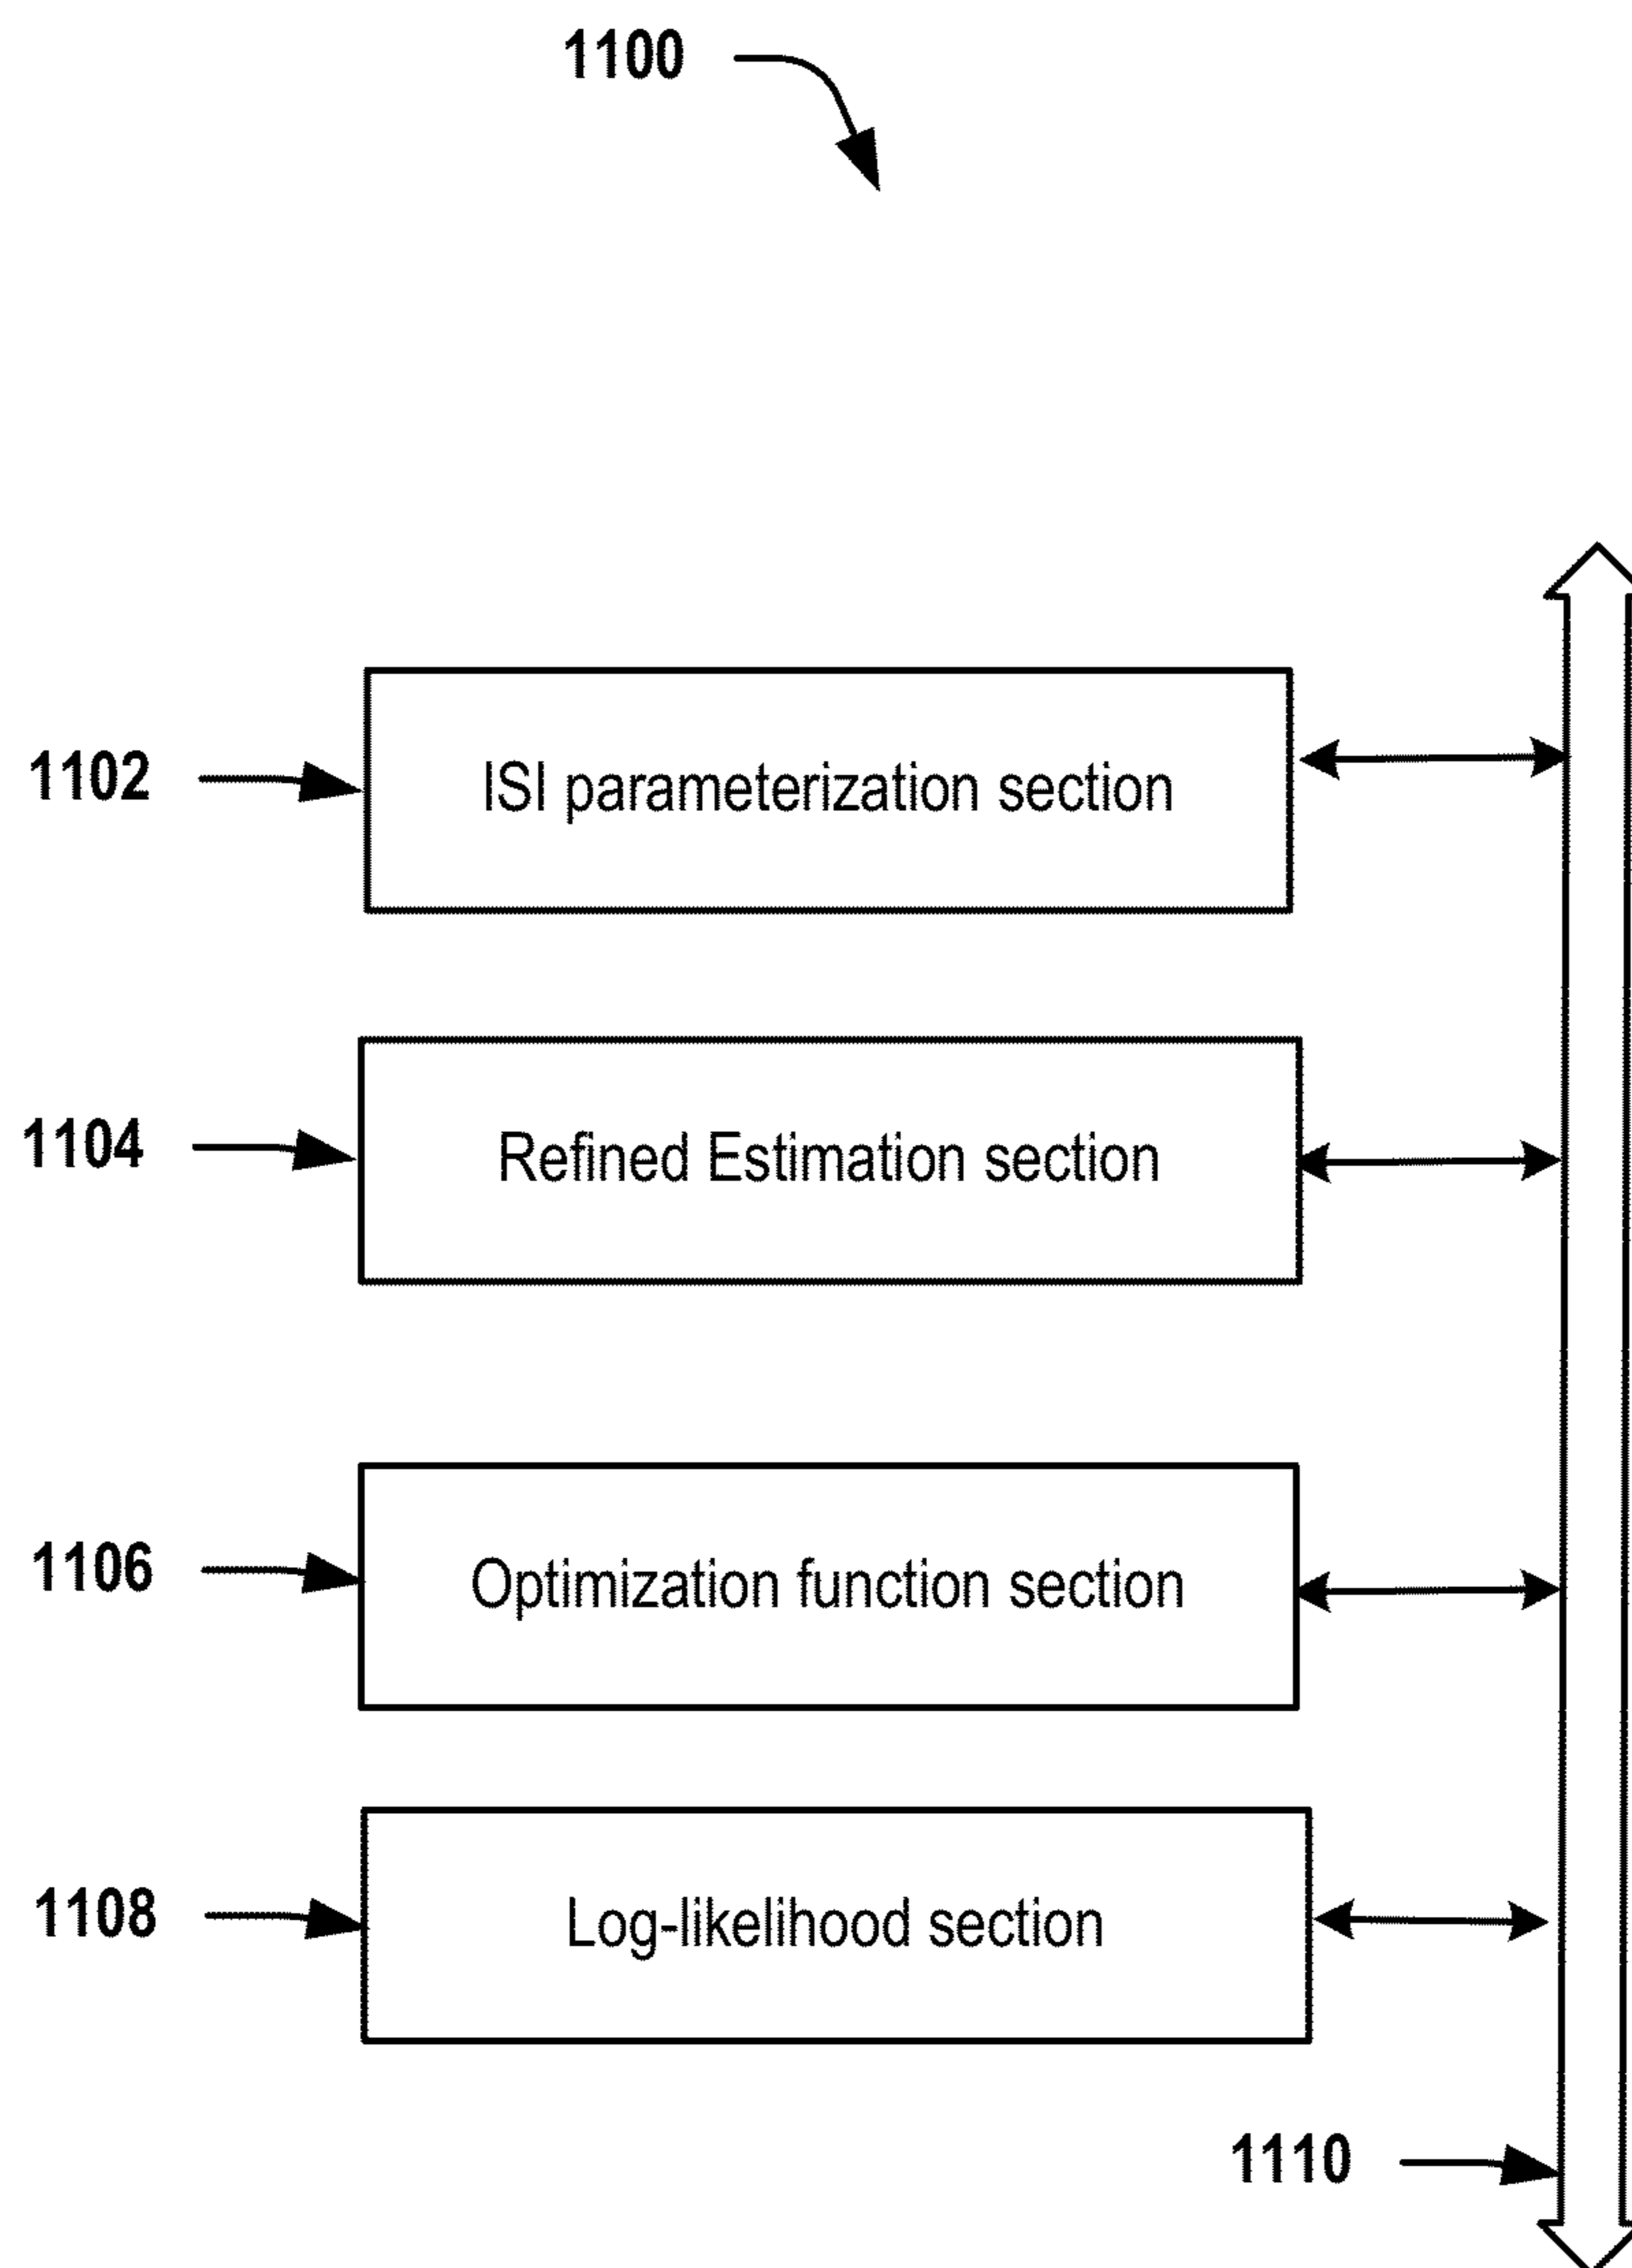 1100
1102
ISI parameterization section
1104
Refined Estimation section
1106
Optimization function section
1108
Log-likelihood section
1110